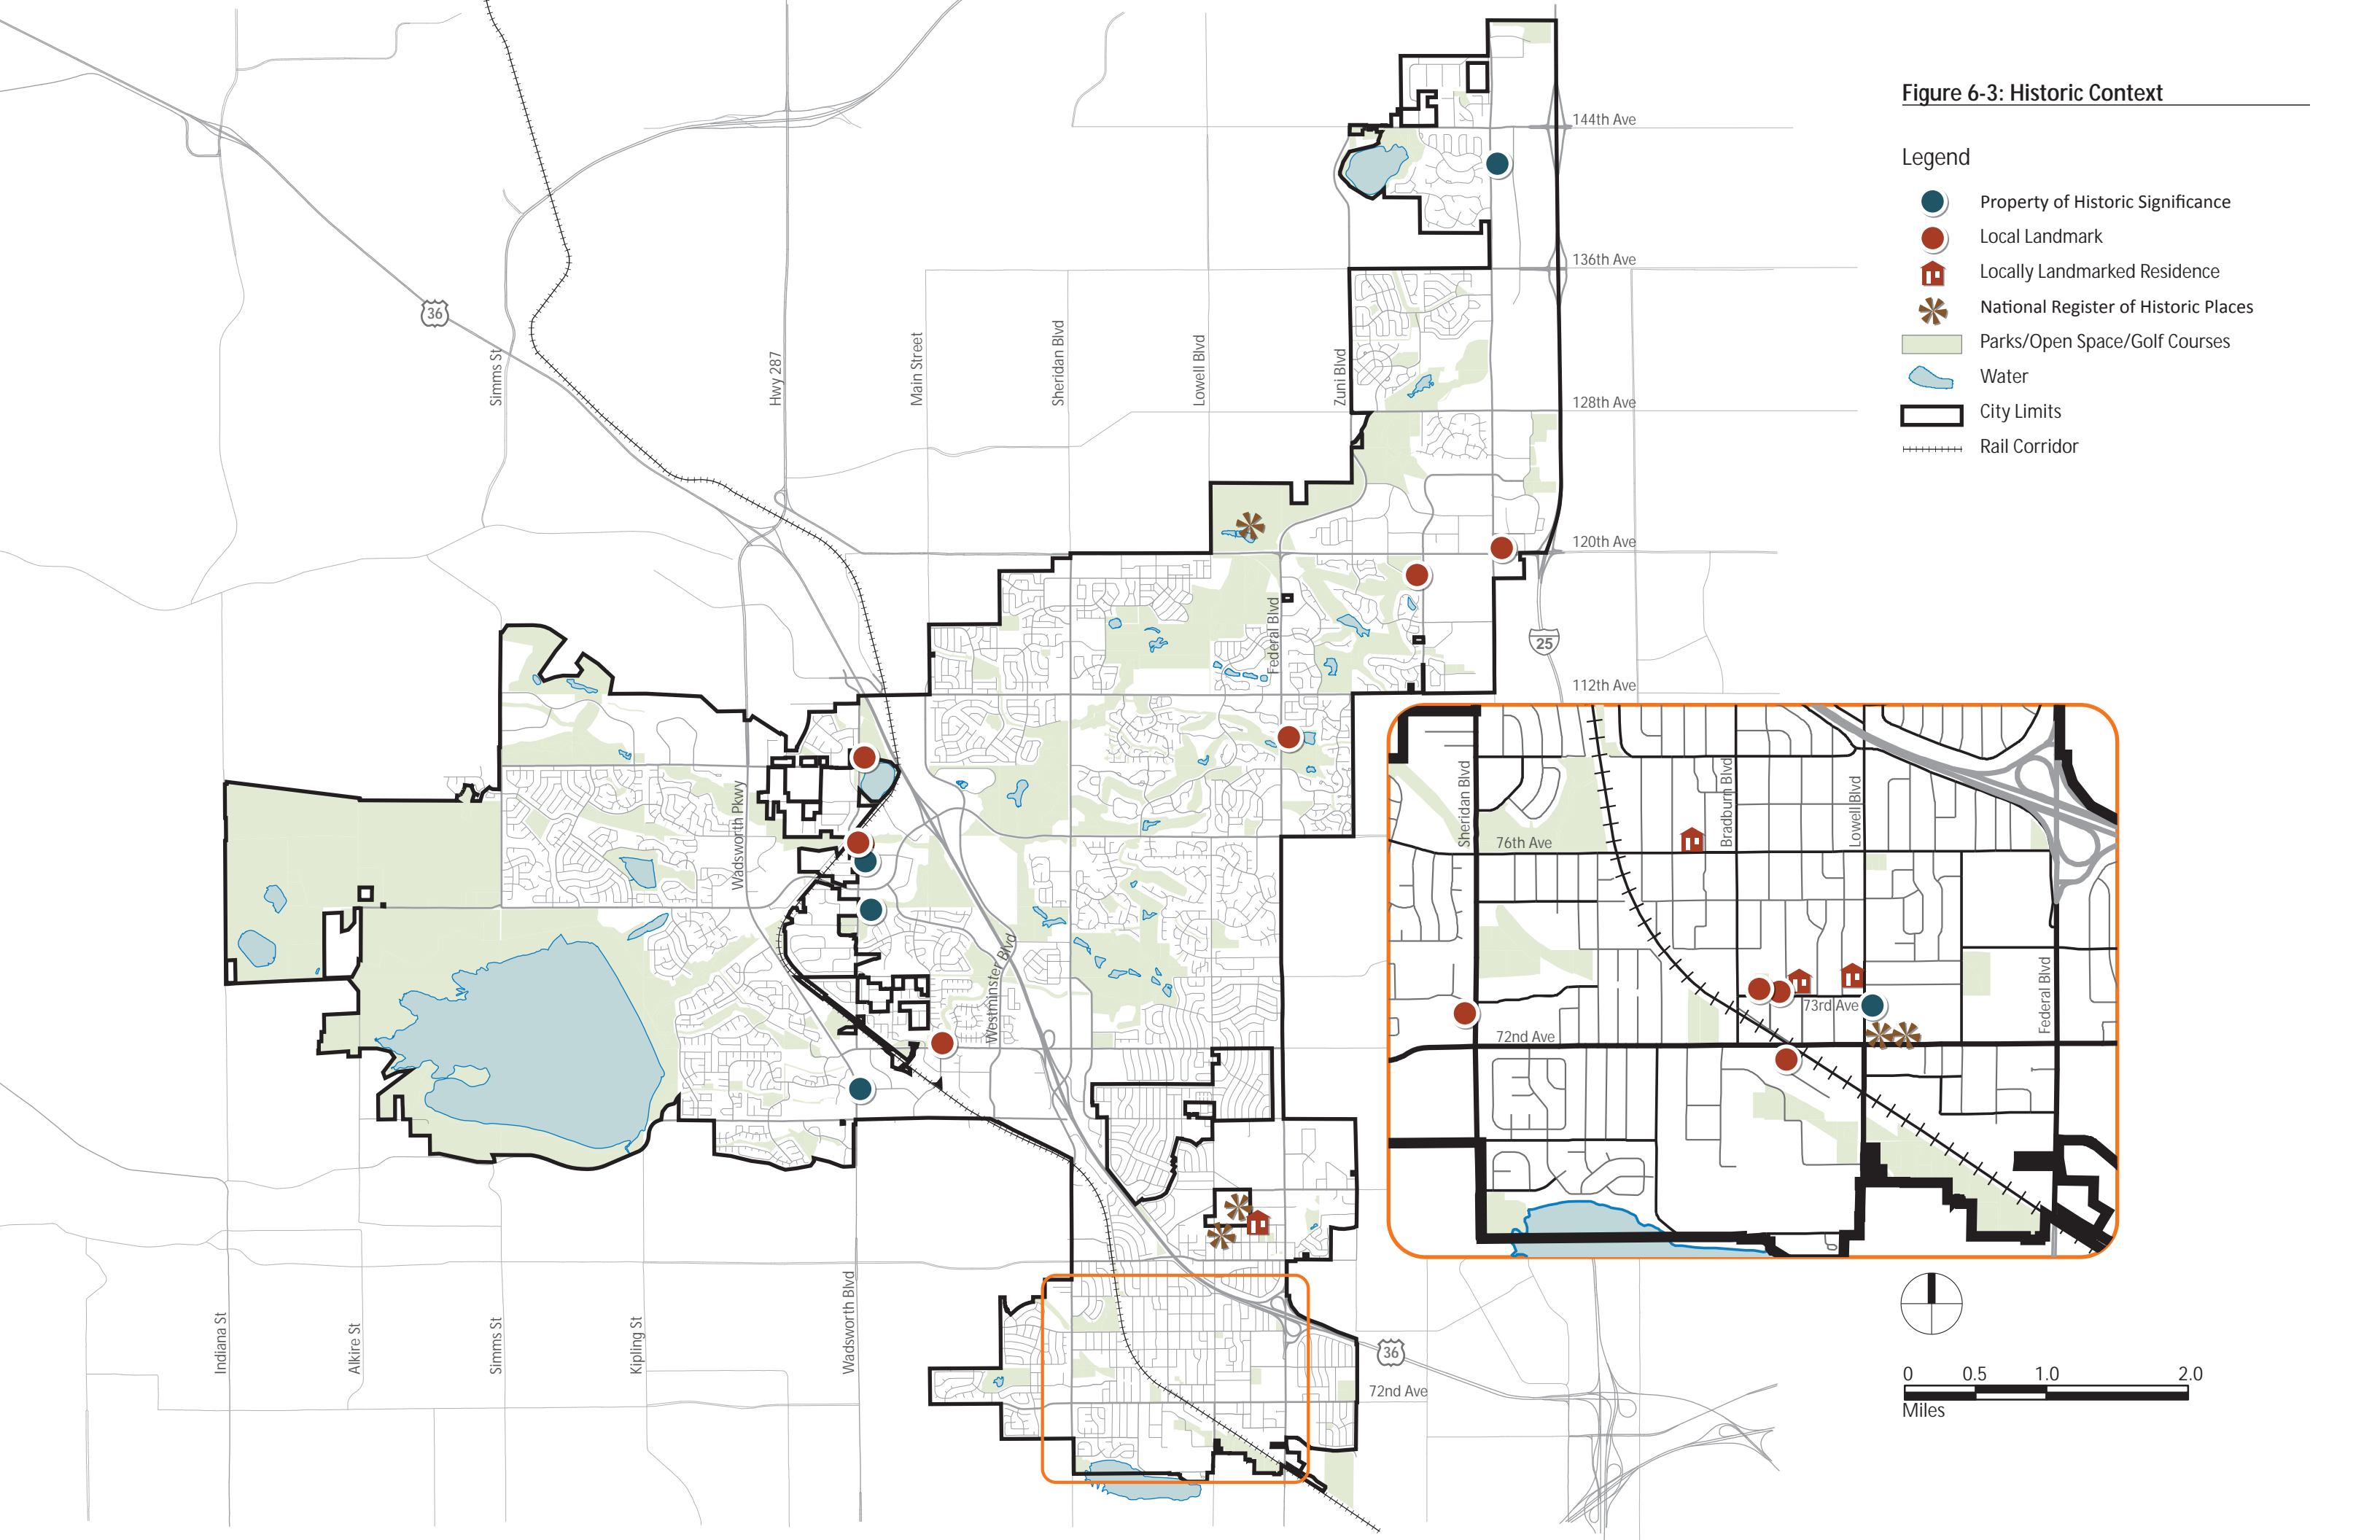 Figure 6-3: Historic Context
Legend
Property of Historic Significance
Local Landmark
Locally Landmarked Residence
National Register of Historic Places
Parks/Open Space/Golf Courses
Water
City Limits
Rail Corridor
144th Ave
136th Ave
36
Simms St
Hwy 287
Main Street
Sheridan Blvd
Lowell Blvd
Zuni Blvd
128th Ave
120th Ave
Federal Blvd
25
112th Ave
Wadsworth Pkwy
Westminster Blvd
Sheridan Blvd
Bradburn Blvd
Lowell Blvd
76th Ave
73rd Ave
72nd Ave
Federal Blvd
Indiana St
Alkire St
Simms St
Kipling St
Wadsworth Blvd
36
72nd Ave
0 0.5 1.0 2.0
Miles